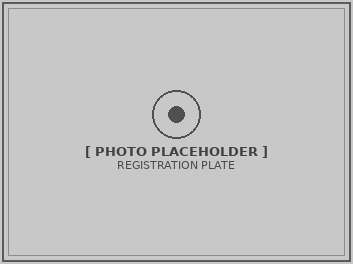 [ PHOTO PLACEHOLDER ]
REGISTRATION PLATE